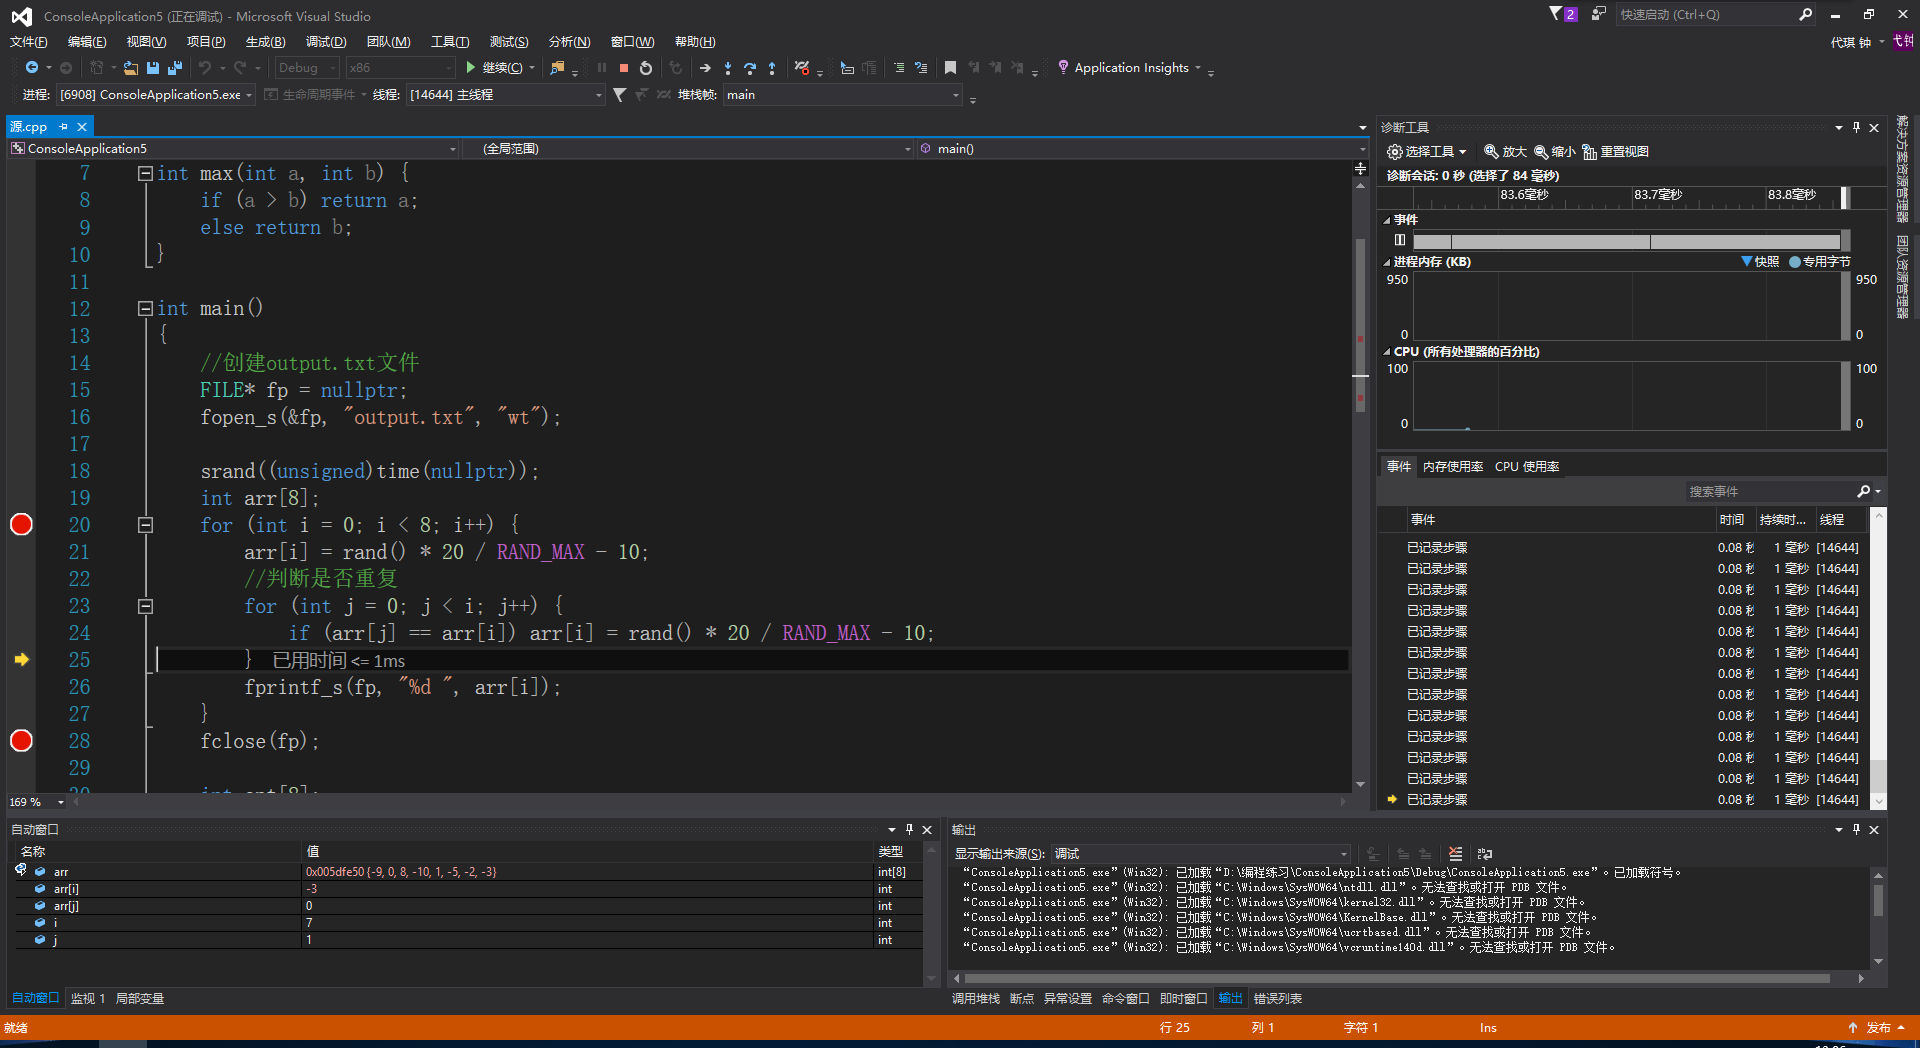 ConsoleApplication5 (正在调试) - Microsoft Visual Studio
2
快速启动 (Ctrl+Q)
文件(F) 编辑(E) 视图(V) 项目(P) 生成(B) 调试(D) 团队(M) 工具(T) 测试(S) 分析(N) 窗口(W) 帮助(H)
代琪 钟
弋钟
Debug x86 继续(C) Application Insights
进程: [6908] ConsoleApplication5.exe 生命周期事件 线程: [14644] 主线程 堆栈帧: main
源.cpp
ConsoleApplication5 (全局范围) main()
7 int max(int a, int b) {
8 if (a > b) return a;
9 else return b;
10 }
11
12 int main()
13 {
14 //创建output.txt文件
15 FILE* fp = nullptr;
16 fopen_s(&fp, "output.txt", "wt");
17
18 srand((unsigned)time(nullptr));
19 int arr[8];
20 for (int i = 0; i < 8; i++) {
21 arr[i] = rand() * 20 / RAND_MAX - 10;
22 //判断是否重复
23 for (int j = 0; j < i; j++) {
24 if (arr[j] == arr[i]) arr[i] = rand() * 20 / RAND_MAX - 10;
25 } 已用时间 <= 1ms
26 fprintf_s(fp, "%d ", arr[i]);
27 }
28 fclose(fp);
29
169 %
诊断工具
选择工具 放大 缩小 重置视图
诊断会话: 0 秒 (选择了 84 毫秒)
83.6毫秒 83.7毫秒 83.8毫秒
事件
进程内存 (KB) 快照 专用字节
950 950
0 0
CPU (所有处理器的百分比)
100 100
0 0
事件 内存使用率 CPU 使用率
搜索事件
事件 时间 持续时... 线程
已记录步骤 0.08 秒 1 毫秒 [14644]
已记录步骤 0.08 秒 1 毫秒 [14644]
已记录步骤 0.08 秒 1 毫秒 [14644]
已记录步骤 0.08 秒 1 毫秒 [14644]
已记录步骤 0.08 秒 1 毫秒 [14644]
已记录步骤 0.08 秒 1 毫秒 [14644]
已记录步骤 0.08 秒 1 毫秒 [14644]
已记录步骤 0.08 秒 1 毫秒 [14644]
已记录步骤 0.08 秒 1 毫秒 [14644]
已记录步骤 0.08 秒 1 毫秒 [14644]
已记录步骤 0.08 秒 1 毫秒 [14644]
已记录步骤 0.08 秒 1 毫秒 [14644]
已记录步骤 0.08 秒 1 毫秒 [14644]
解决方案资源管理器
团队资源管理器
自动窗口
名称 值 类型
arr 0x005dfe50 {-9, 0, 8, -10, 1, -5, -2, -3} int[8]
arr[i] -3 int
arr[j] 0 int
i 7 int
j 1 int
自动窗口 监视 1 局部变量
输出
显示输出来源(S): 调试
“ConsoleApplication5.exe”(Win32): 已加载“D:\编程练习\ConsoleApplication5\Debug\ConsoleApplication5.exe”。已加载符号。
“ConsoleApplication5.exe”(Win32): 已加载“C:\Windows\SysWOW64\ntdll.dll”。无法查找或打开 PDB 文件。
“ConsoleApplication5.exe”(Win32): 已加载“C:\Windows\SysWOW64\kernel32.dll”。无法查找或打开 PDB 文件。
“ConsoleApplication5.exe”(Win32): 已加载“C:\Windows\SysWOW64\KernelBase.dll”。无法查找或打开 PDB 文件。
“ConsoleApplication5.exe”(Win32): 已加载“C:\Windows\SysWOW64\ucrtbased.dll”。无法查找或打开 PDB 文件。
“ConsoleApplication5.exe”(Win32): 已加载“C:\Windows\SysWOW64\vcruntime140d.dll”。无法查找或打开 PDB 文件。
调用堆栈 断点 异常设置 命令窗口 即时窗口 输出 错误列表
就绪 行 25 列 1 字符 1 Ins 发布